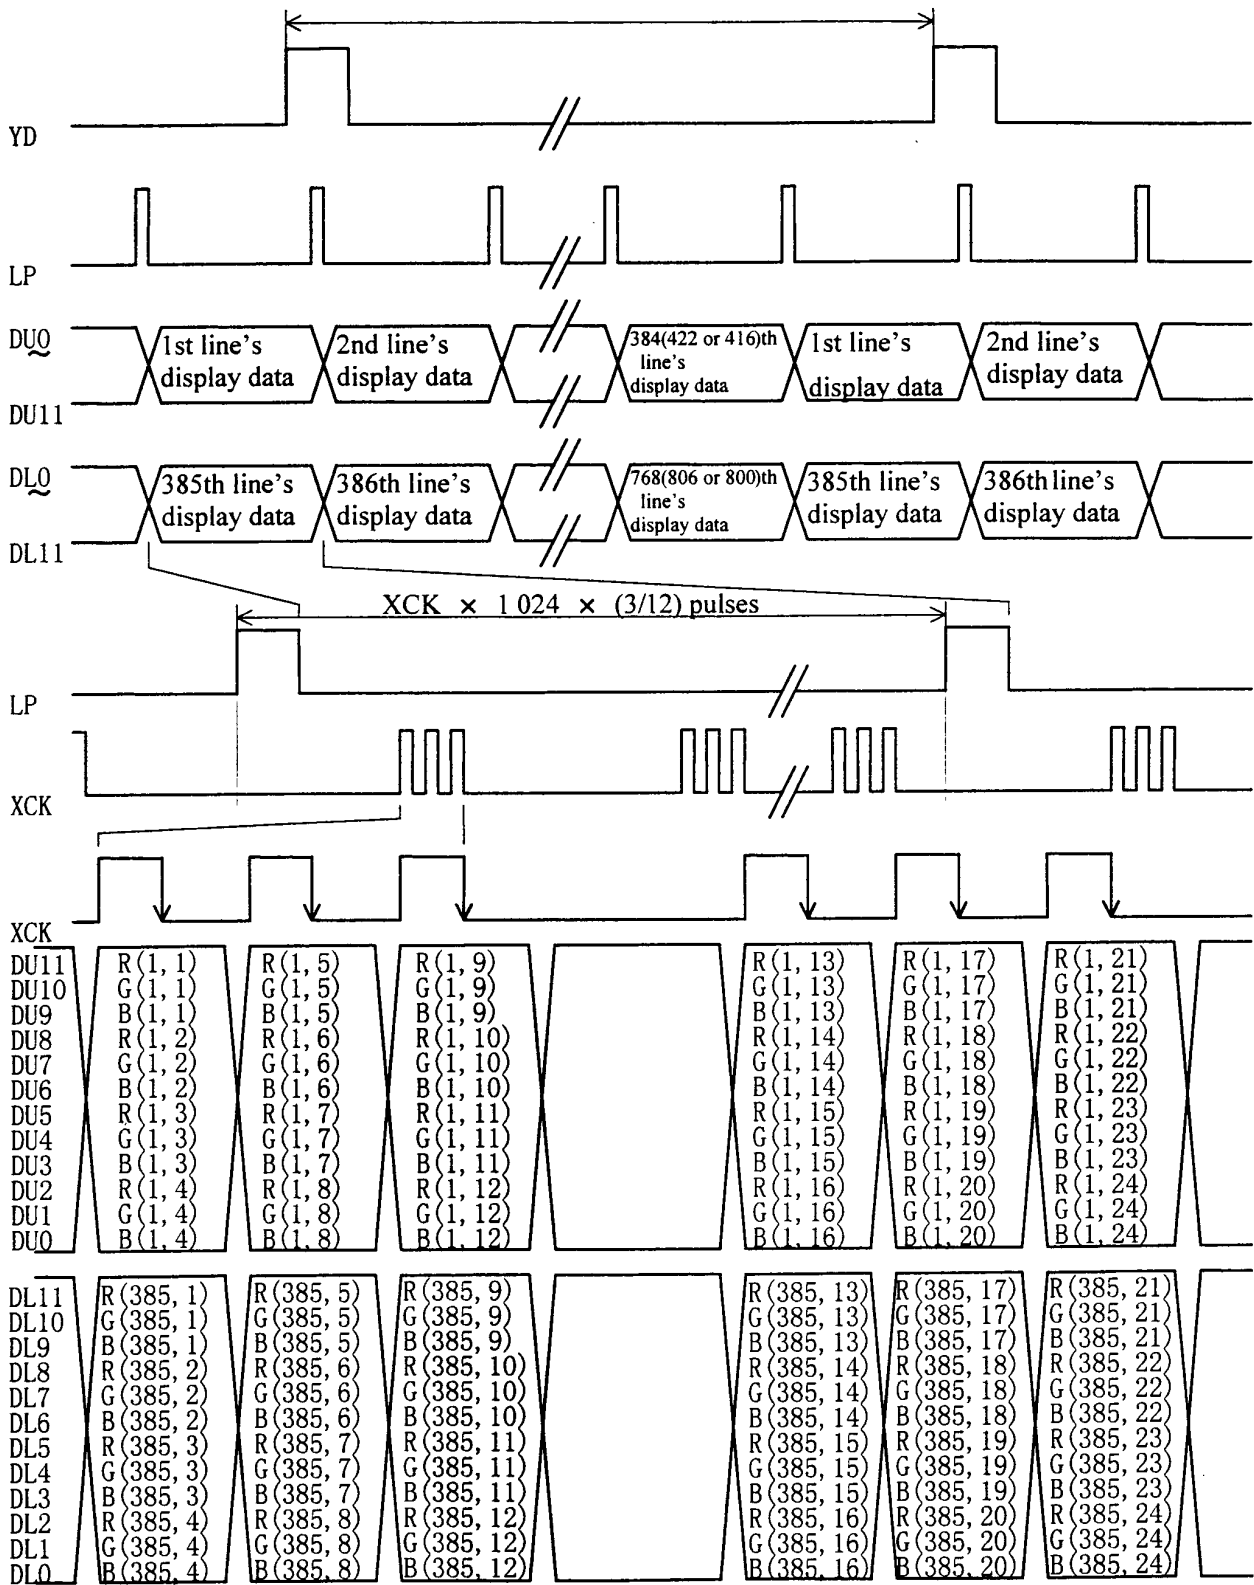 YD
LP
DU0
~
DU11
1st line's
display data
2nd line's
display data
384(422 or 416)th
line's
display data
1st line's
display data
2nd line's
display data
DL0
~
DL11
385th line's
display data
386th line's
display data
768(806 or 800)th
line's
display data
385th line's
display data
386th line's
display data
XCK × 1 024 × (3/12) pulses
LP
XCK
XCK
DU11 R(1, 1) R(1, 5) R(1, 9) R(1, 13) R(1, 17) R(1, 21)
DU10 G(1, 1) G(1, 5) G(1, 9) G(1, 13) G(1, 17) G(1, 21)
DU9 B(1, 1) B(1, 5) B(1, 9) B(1, 13) B(1, 17) B(1, 21)
DU8 R(1, 2) R(1, 6) R(1, 10) R(1, 14) R(1, 18) R(1, 22)
DU7 G(1, 2) G(1, 6) G(1, 10) G(1, 14) G(1, 18) G(1, 22)
DU6 B(1, 2) B(1, 6) B(1, 10) B(1, 14) B(1, 18) B(1, 22)
DU5 R(1, 3) R(1, 7) R(1, 11) R(1, 15) R(1, 19) R(1, 23)
DU4 G(1, 3) G(1, 7) G(1, 11) G(1, 15) G(1, 19) G(1, 23)
DU3 B(1, 3) B(1, 7) B(1, 11) B(1, 15) B(1, 19) B(1, 23)
DU2 R(1, 4) R(1, 8) R(1, 12) R(1, 16) R(1, 20) R(1, 24)
DU1 G(1, 4) G(1, 8) G(1, 12) G(1, 16) G(1, 20) G(1, 24)
DU0 B(1, 4) B(1, 8) B(1, 12) B(1, 16) B(1, 20) B(1, 24)
DL11 R(385, 1) R(385, 5) R(385, 9) R(385, 13) R(385, 17) R(385, 21)
DL10 G(385, 1) G(385, 5) G(385, 9) G(385, 13) G(385, 17) G(385, 21)
DL9 B(385, 1) B(385, 5) B(385, 9) B(385, 13) B(385, 17) B(385, 21)
DL8 R(385, 2) R(385, 6) R(385, 10) R(385, 14) R(385, 18) R(385, 22)
DL7 G(385, 2) G(385, 6) G(385, 10) G(385, 14) G(385, 18) G(385, 22)
DL6 B(385, 2) B(385, 6) B(385, 10) B(385, 14) B(385, 18) B(385, 22)
DL5 R(385, 3) R(385, 7) R(385, 11) R(385, 15) R(385, 19) R(385, 23)
DL4 G(385, 3) G(385, 7) G(385, 11) G(385, 15) G(385, 19) G(385, 23)
DL3 B(385, 3) B(385, 7) B(385, 11) B(385, 15) B(385, 19) B(385, 23)
DL2 R(385, 4) R(385, 8) R(385, 12) R(385, 16) R(385, 20) R(385, 24)
DL1 G(385, 4) G(385, 8) G(385, 12) G(385, 16) G(385, 20) G(385, 24)
DL0 B(385, 4) B(385, 8) B(385, 12) B(385, 16) B(385, 20) B(385, 24)